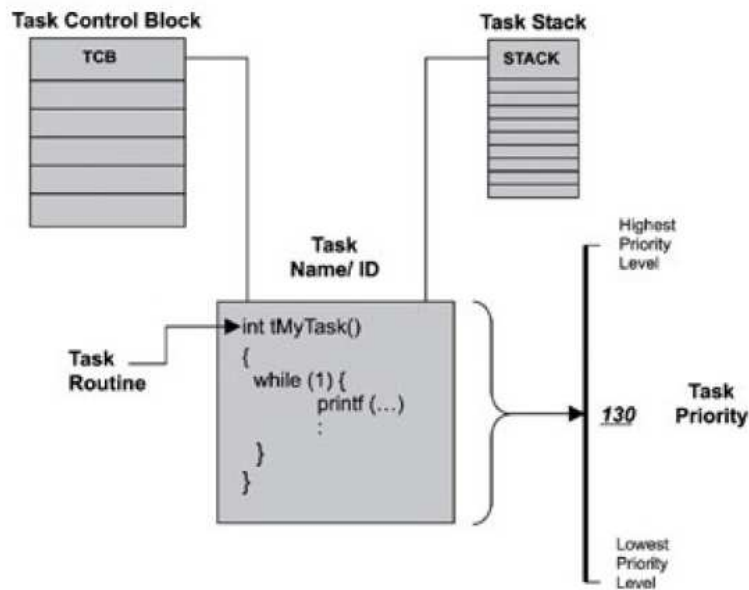 Task Control Block
TCB
Task Stack
STACK
Task
Name/ ID
Task
Routine
int tMyTask()
{
while (1) {
printf (...)
:
}
}
Highest
Priority
Level
130
Task
Priority
Lowest
Priority
Level